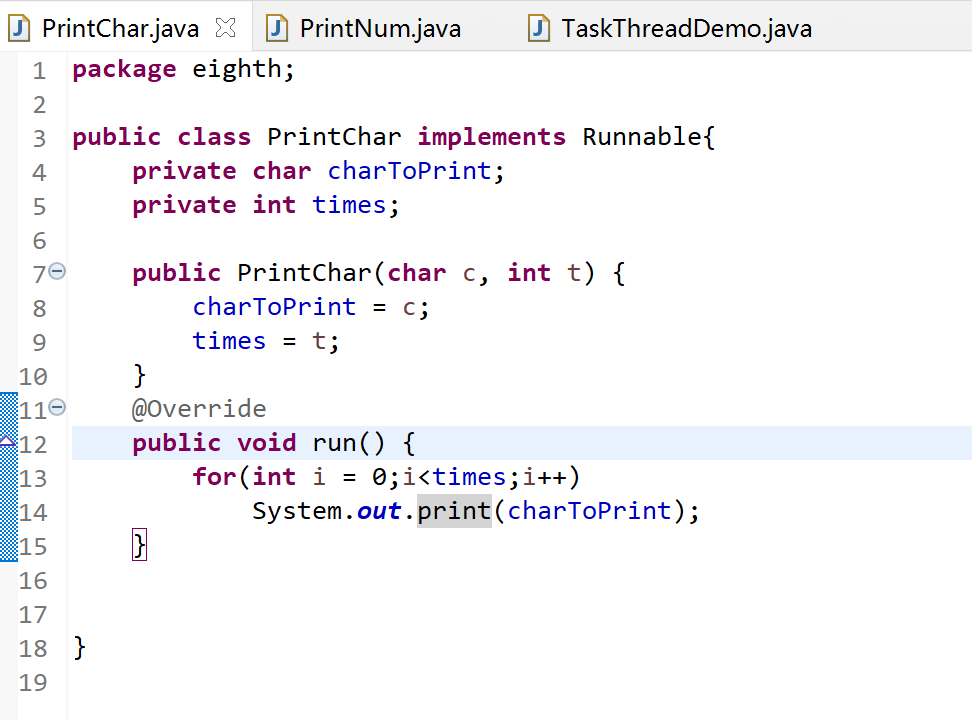 PrintChar.java PrintNum.java TaskThreadDemo.java
1 package eighth;
2
3 public class PrintChar implements Runnable{
4     private char charToPrint;
5     private int times;
6
7     public PrintChar(char c, int t) {
8         charToPrint = c;
9         times = t;
10     }
11     @Override
12     public void run() {
13         for(int i = 0;i<times;i++)
14             System.out.print(charToPrint);
15     }
16
17
18 }
19